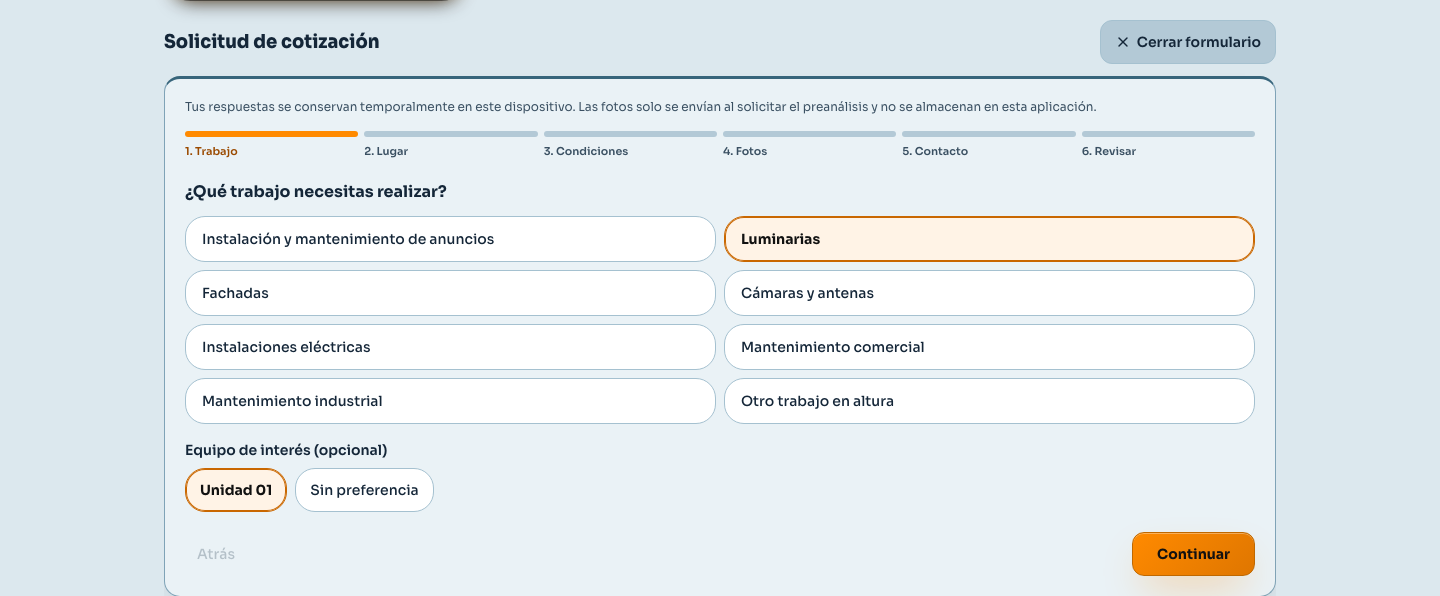 Solicitud de cotización
Cerrar formulario
Tus respuestas se conservan temporalmente en este dispositivo. Las fotos solo se envían al solicitar el preanálisis y no se almacenan en esta aplicación.
1. Trabajo
2. Lugar
3. Condiciones
4. Fotos
5. Contacto
6. Revisar
¿Qué trabajo necesitas realizar?
Instalación y mantenimiento de anuncios
Luminarias
Fachadas
Cámaras y antenas
Instalaciones eléctricas
Mantenimiento comercial
Mantenimiento industrial
Otro trabajo en altura
Equipo de interés (opcional)
Unidad 01
Sin preferencia
Atrás
Continuar